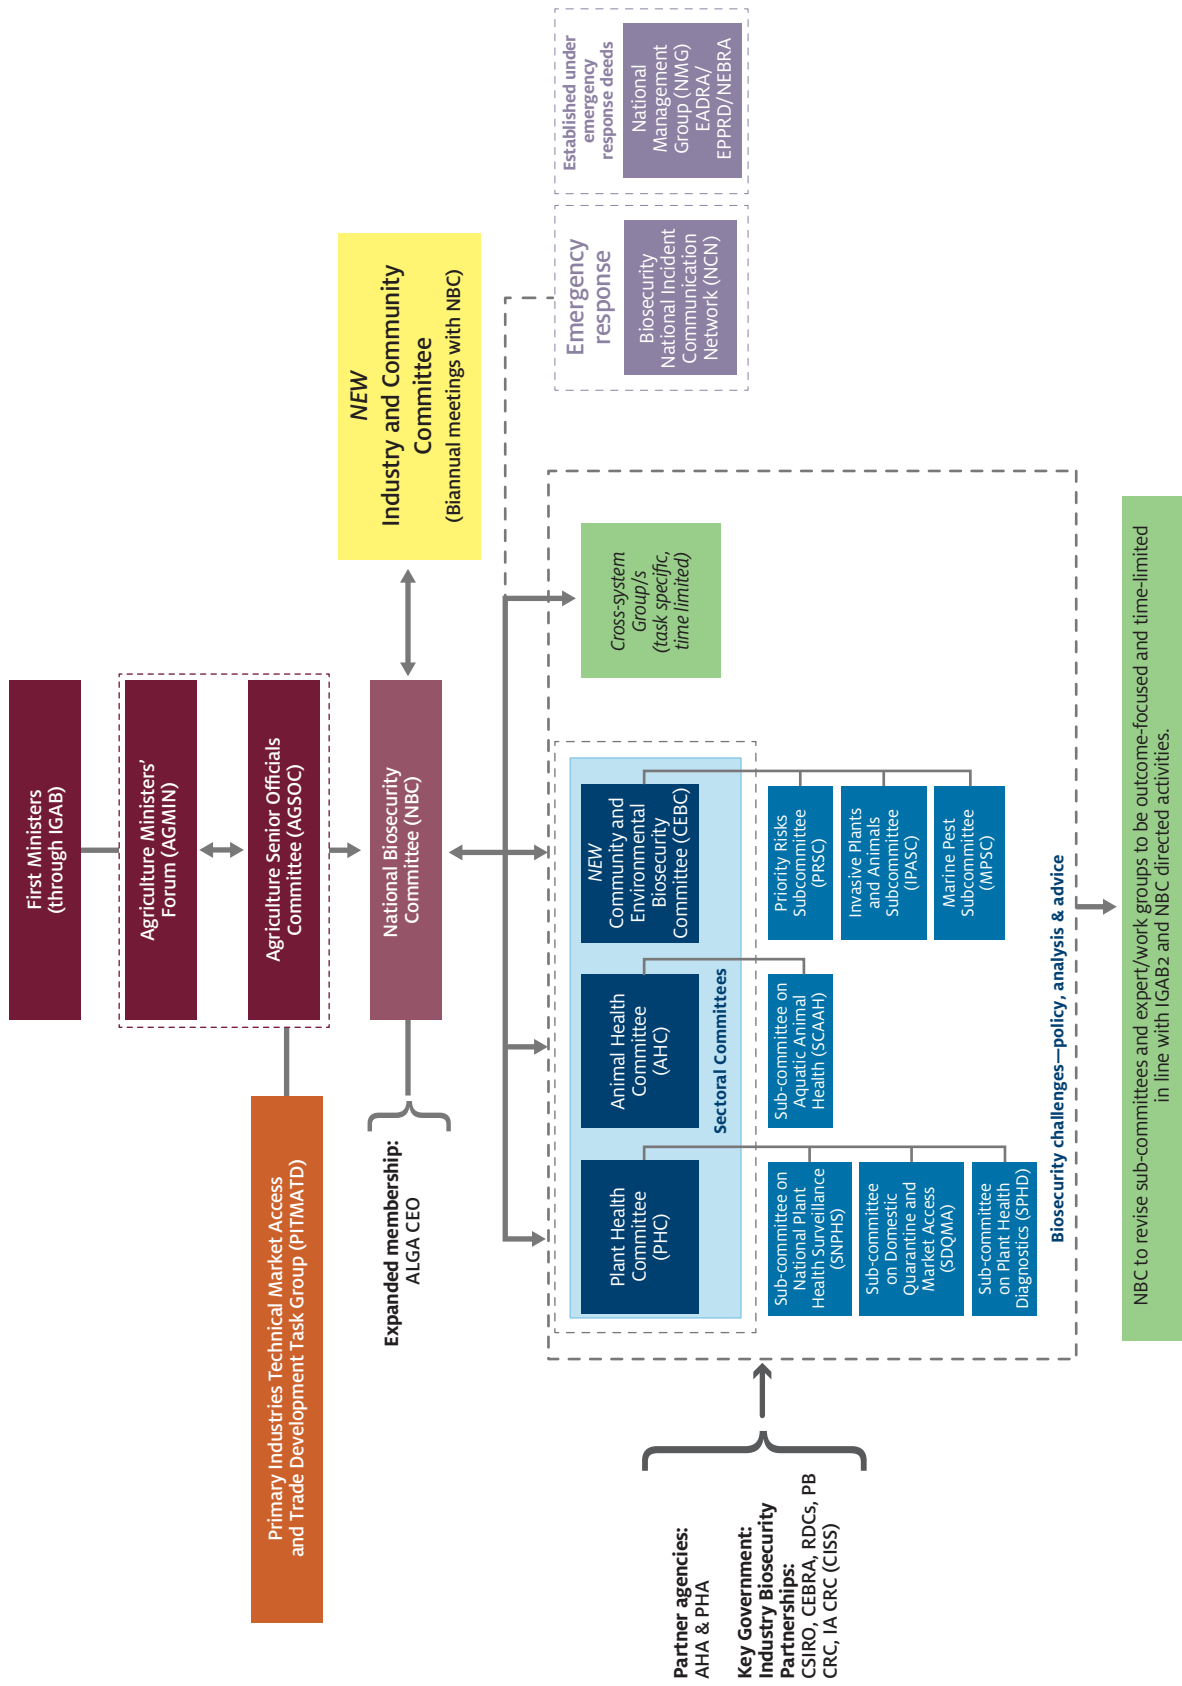 First Ministers
(through IGAB)
Agriculture Ministers’
Forum (AGMIN)
Agriculture Senior Officials
Committee (AGSOC)
Primary Industries Technical Market Access
and Trade Development Task Group (PITMATD)
National Biosecurity
Committee (NBC)
Expanded membership:
ALGA CEO
NEW
Industry and Community
Committee
(Biannual meetings with NBC)
Partner agencies:
AHA & PHA
Key Government:
Industry Biosecurity
Partnerships:
CSIRO, CEBRA, RDCs, PB
CRC, IA CRC (CISS)
Plant Health
Committee
(PHC)
Animal Health
Committee
(AHC)
NEW
Community and
Environmental
Biosecurity
Committee (CEBC)
Sectoral Committees
Cross-system
Group/s
(task specific,
time limited)
Emergency
response
Biosecurity
National Incident
Communication
Network (NCN)
Established under
emergency
response deeds
National
Management
Group (NMG)
EADRA/
EPPRD/NEBRA
Sub-committee on
National Plant
Health Surveillance
(SNPHS)
Sub-committee
on Domestic
Quarantine and
Market Access
(SDQMA)
Sub-committee
on Plant Health
Diagnostics (SPHD)
Sub-committee on
Aquatic Animal
Health (SCAAH)
Priority Risks
Subcommittee
(PRSC)
Invasive Plants
and Animals
Subcommittee
(IPASC)
Marine Pest
Subcommittee
(MPSC)
Biosecurity challenges—policy, analysis & advice
NBC to revise sub-committees and expert/work groups to be outcome-focused and time-limited
in line with IGAB2 and NBC directed activities.